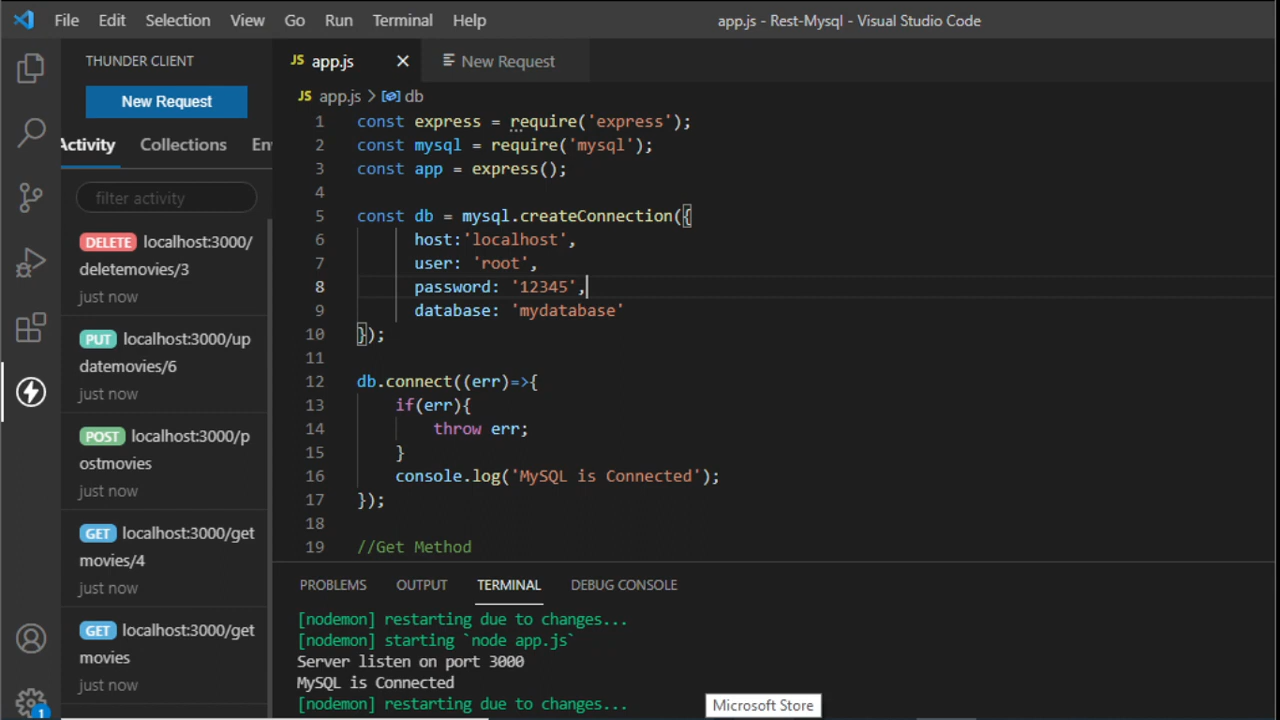 File Edit Selection View Go Run Terminal Help app.js - Rest-Mysql - Visual Studio Code
THUNDER CLIENT
New Request
Activity Collections En
filter activity
DELETE localhost:3000/
deletemovies/3
just now
PUT localhost:3000/up
datemovies/6
just now
POST localhost:3000/p
ostmovies
just now
GET localhost:3000/get
movies/4
just now
GET localhost:3000/get
movies
just now
1
JS app.js × New Request
JS app.js > db
1 const express = require('express');
2 const mysql = require('mysql');
3 const app = express();
4
5 const db = mysql.createConnection({
6 host:'localhost',
7 user: 'root',
8 password: '12345',
9 database: 'mydatabase'
10 });
11
12 db.connect((err)=>{
13 if(err){
14 throw err;
15 }
16 console.log('MySQL is Connected');
17 });
18
19 //Get Method
PROBLEMS OUTPUT TERMINAL DEBUG CONSOLE
[nodemon] restarting due to changes...
[nodemon] starting `node app.js`
Server listen on port 3000
MySQL is Connected
[nodemon] restarting due to changes...
Microsoft Store